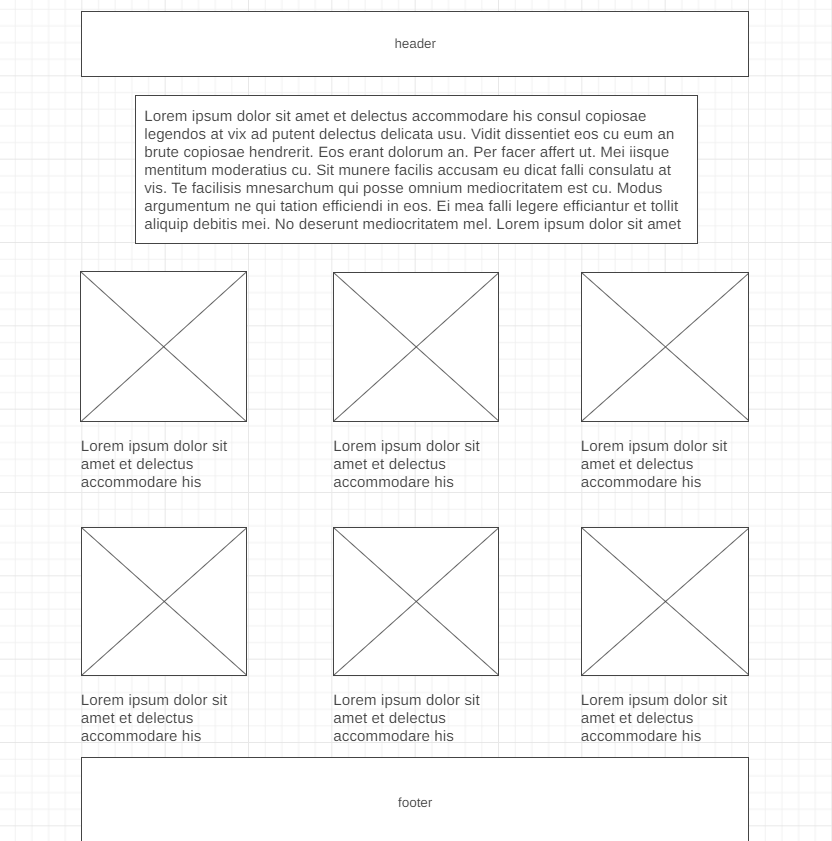 header
Lorem ipsum dolor sit amet et delectus accommodare his consul copiosae
legendos at vix ad putent delectus delicata usu. Vidit dissentiet eos cu eum an
brute copiosae hendrerit. Eos erant dolorum an. Per facer affert ut. Mei iisque
mentitum moderatius cu. Sit munere facilis accusam eu dicat falli consulatu at
vis. Te facilisis mnesarchum qui posse omnium mediocritatem est cu. Modus
argumentum ne qui tation efficiendi in eos. Ei mea falli legere efficiantur et tollit
aliquip debitis mei. No deserunt mediocritatem mel. Lorem ipsum dolor sit amet
Lorem ipsum dolor sit
amet et delectus
accommodare his
Lorem ipsum dolor sit
amet et delectus
accommodare his
Lorem ipsum dolor sit
amet et delectus
accommodare his
Lorem ipsum dolor sit
amet et delectus
accommodare his
Lorem ipsum dolor sit
amet et delectus
accommodare his
Lorem ipsum dolor sit
amet et delectus
accommodare his
footer